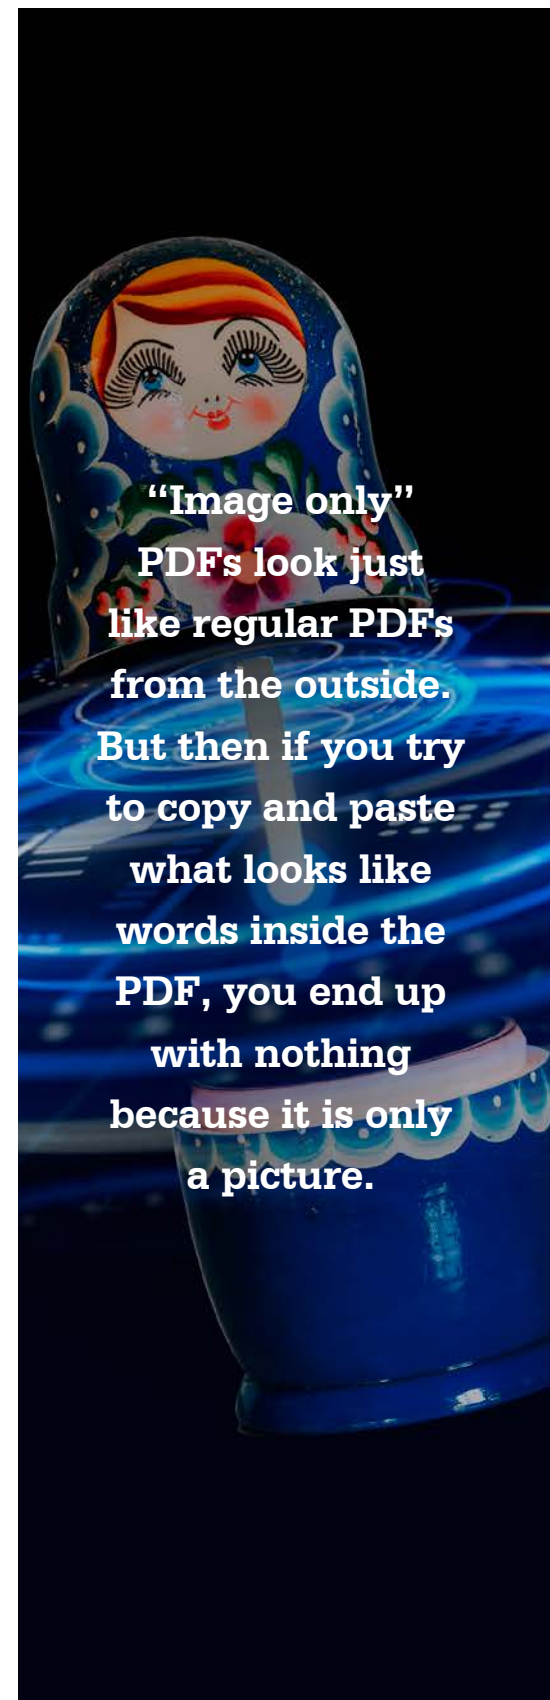 “Image only”
PDFs look just
like regular PDFs
from the outside.
But then if you try
to copy and paste
what looks like
words inside the
PDF, you end up
with nothing
because it is only
a picture.